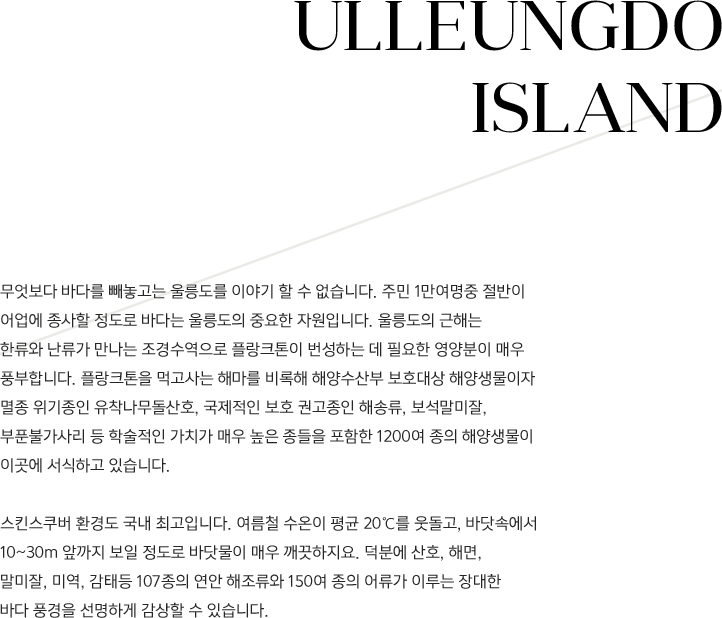 ULLEUNGDO
ISLAND
무엇보다 바다를 빼놓고는 울릉도를 이야기 할 수 없습니다. 주민 1만여명중 절반이
어업에 종사할 정도로 바다는 울릉도의 중요한 자원입니다. 울릉도의 근해는
한류와 난류가 만나는 조경수역으로 플랑크톤이 번성하는 데 필요한 영양분이 매우
풍부합니다. 플랑크톤을 먹고사는 해마를 비록해 해양수산부 보호대상 해양생물이자
멸종 위기종인 유착나무돌산호, 국제적인 보호 권고종인 해송류, 보석말미잘,
부푼불가사리 등 학술적인 가치가 매우 높은 종들을 포함한 1200여 종의 해양생물이
이곳에 서식하고 있습니다.
스킨스쿠버 환경도 국내 최고입니다. 여름철 수온이 평균 20℃를 웃돌고, 바닷속에서
10~30m 앞까지 보일 정도로 바닷물이 매우 깨끗하지요. 덕분에 산호, 해면,
말미잘, 미역, 감태등 107종의 연안 해조류와 150여 종의 어류가 이루는 장대한
바다 풍경을 선명하게 감상할 수 있습니다.